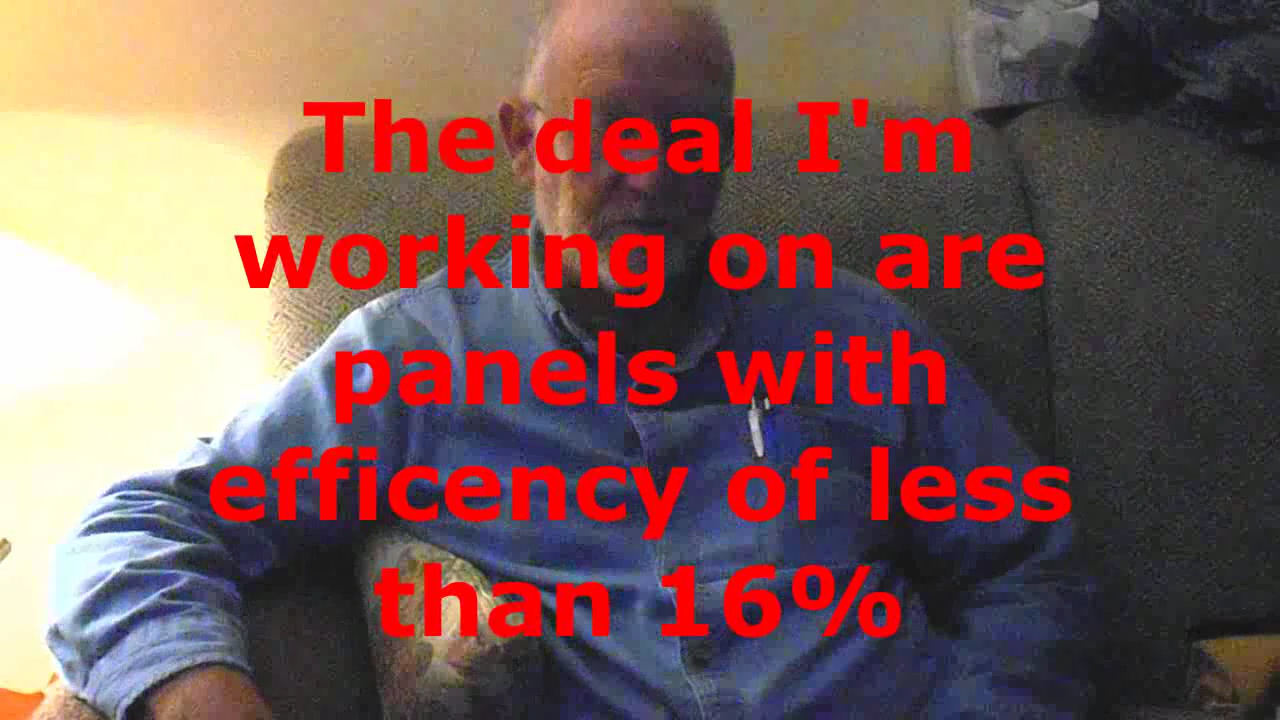 The deal I'm
working on are
panels with
efficency of less
than 16%